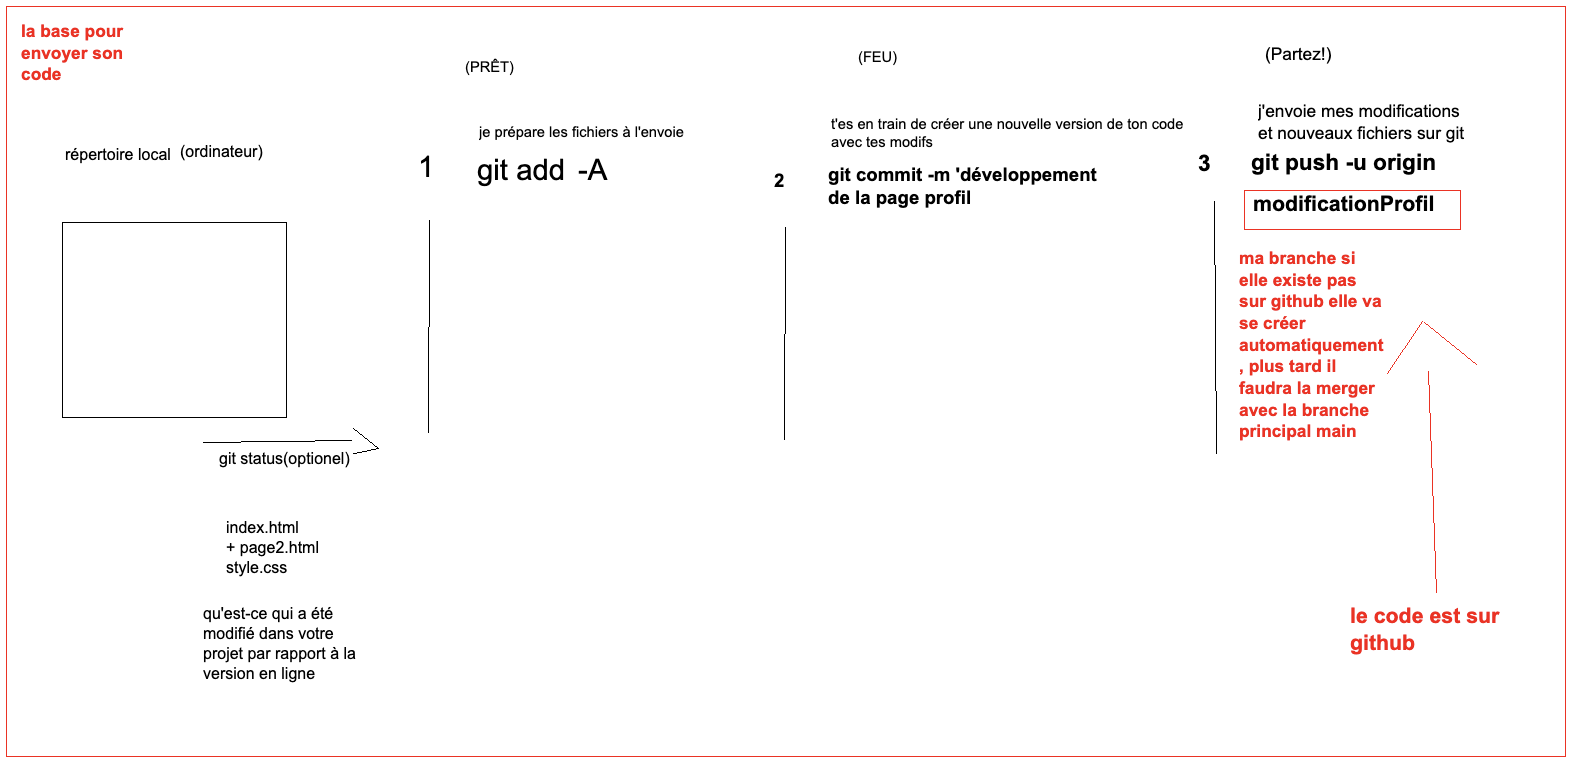 la base pour
envoyer son
code
répertoire local (ordinateur)
git status(optionel)
index.html
+ page2.html
style.css
qu'est-ce qui a été
modifié dans votre
projet par rapport à la
version en ligne
(PRÊT)
je prépare les fichiers à l'envoie
1
git add -A
(FEU)
t'es en train de créer une nouvelle version de ton code
avec tes modifs
2
git commit -m 'développement
de la page profil
(Partez!)
j'envoie mes modifications
et nouveaux fichiers sur git
3
git push -u origin
modificationProfil
ma branche si
elle existe pas
sur github elle va
se créer
automatiquement
, plus tard il
faudra la merger
avec la branche
principal main
le code est sur
github